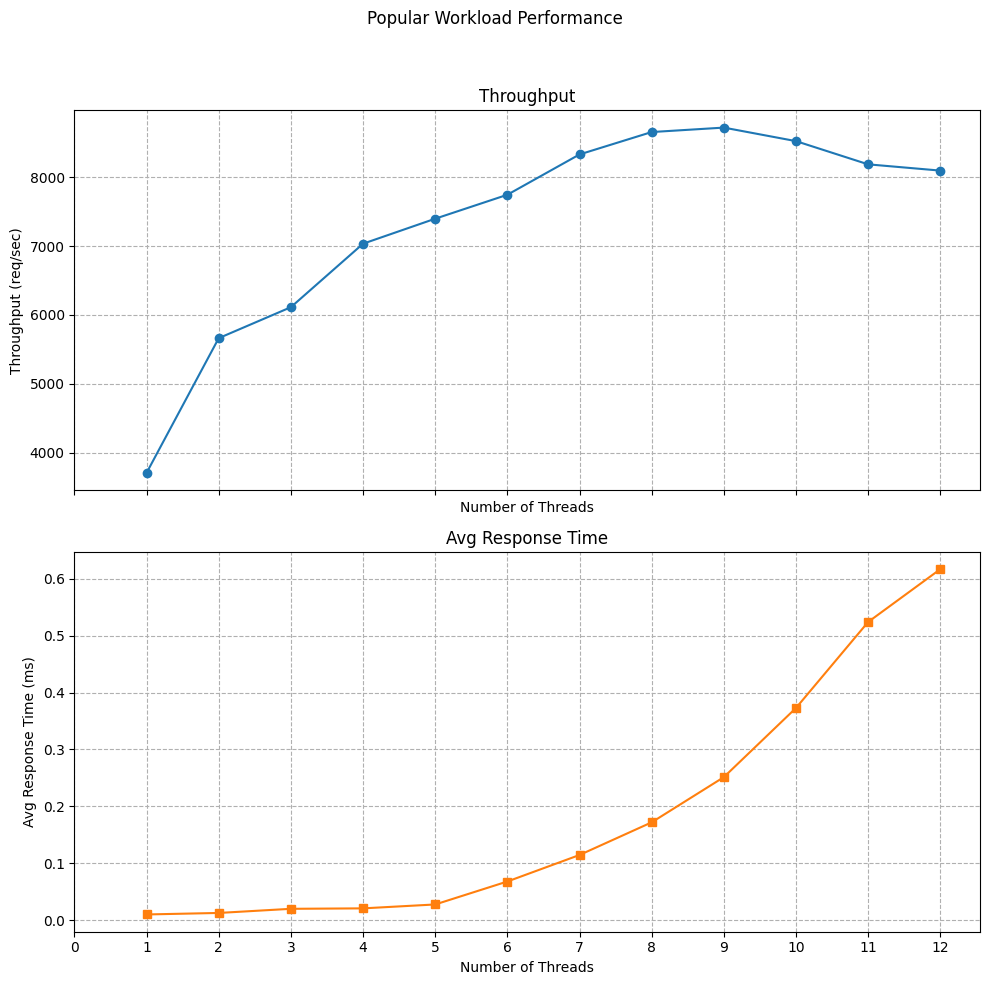 Popular Workload Performance
Throughput
Throughput (req/sec)
8000
7000
6000
5000
4000
Number of Threads
Avg Response Time
Avg Response Time (ms)
0.6
0.5
0.4
0.3
0.2
0.1
0.0
0 1 2 3 4 5 6 7 8 9 10 11 12
Number of Threads